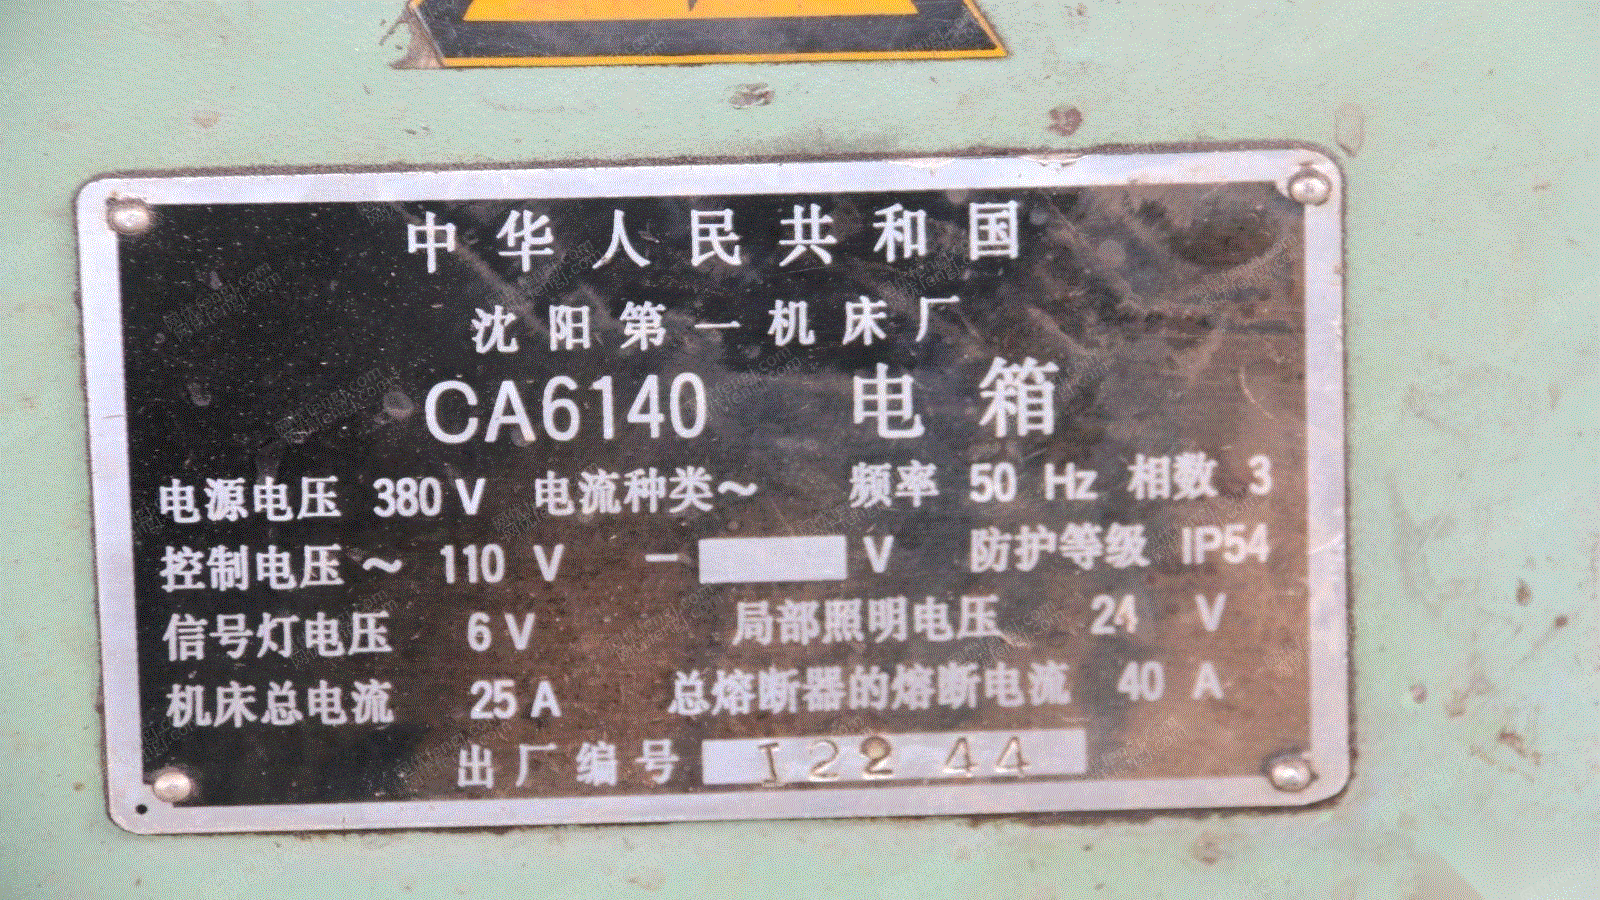 中华人民共和国
沈阳第一机床厂
CA6140 电箱
电源电压 380 V 电流种类～ 频率 50 Hz 相数 3
控制电压～ 110 V — V 防护等级 IP54
信号灯电压 6 V 局部照明电压 24 V
机床总电流 25 A 总熔断器的熔断电流 40 A
出厂编号 I22 44